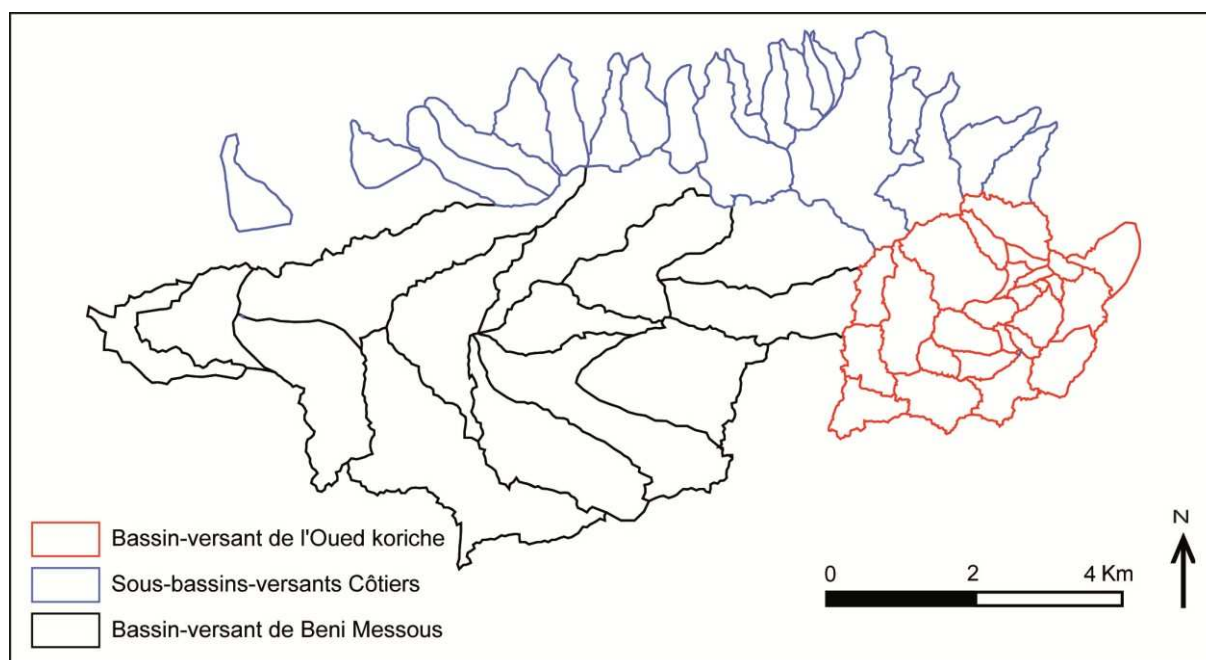 Bassin-versant de l'Oued koriche
Sous-bassins-versants Côtiers
Bassin-versant de Beni Messous
0 2 4 Km
N